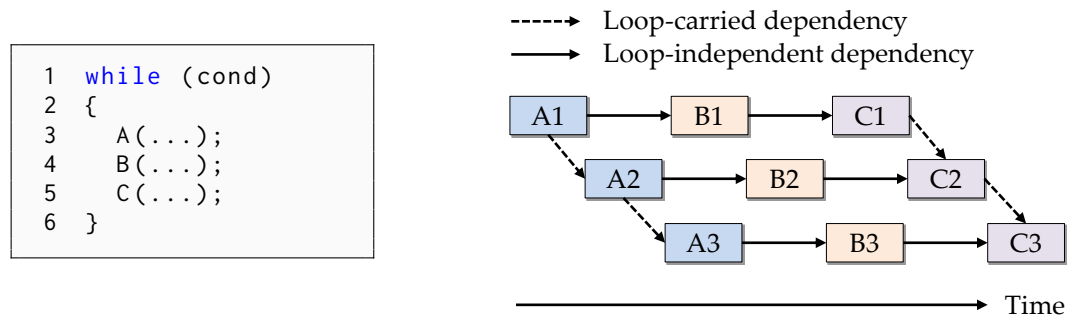 1 while (cond)
2 {
3 A(...);
4 B(...);
5 C(...);
6 }
Loop-carried dependency
Loop-independent dependency
A1 B1 C1
A2 B2 C2
A3 B3 C3
Time